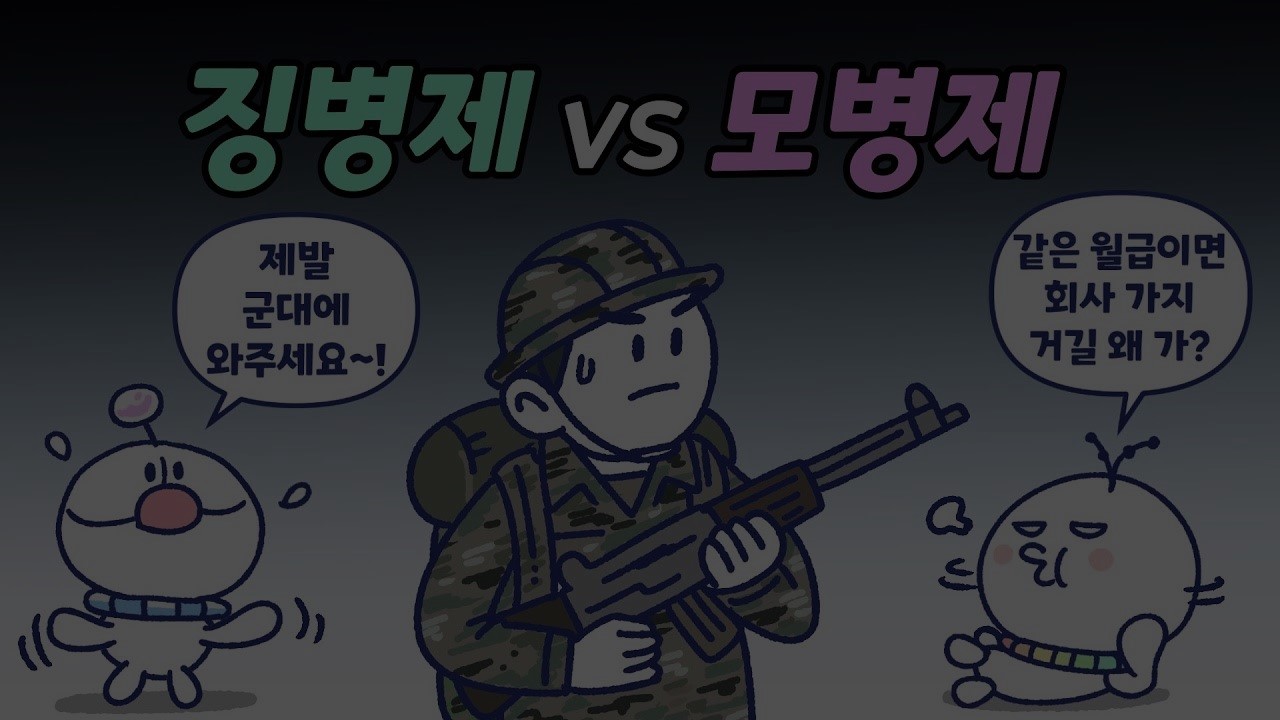 징병제 VS 모병제
제발
군대에
와주세요~!
같은 월급이면
회사 가지
거길 왜 가?